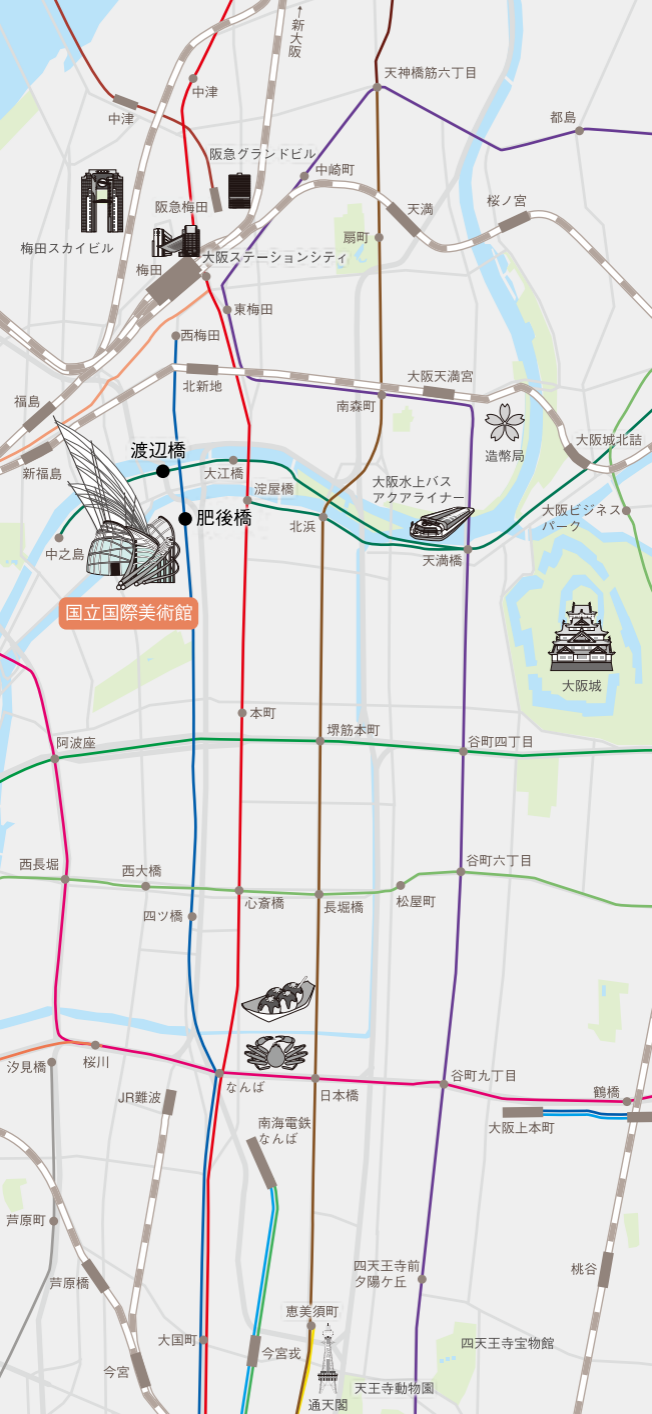 ↑新大阪
中津
天神橋筋六丁目
中津
都島
阪急グランドビル
中崎町
阪急梅田
天満
桜ノ宮
扇町
梅田スカイビル
大阪ステーションシティ
梅田
東梅田
西梅田
北新地
大阪天満宮
福島
南森町
造幣局
大阪城北詰
渡辺橋
新福島
大江橋
淀屋橋
大阪水上バス
アクアライナー
肥後橋
北浜
大阪ビジネス
パーク
中之島
天満橋
国立国際美術館
大阪城
本町
阿波座
堺筋本町
谷町四丁目
西長堀
西大橋
谷町六丁目
心斎橋
長堀橋
松屋町
四ツ橋
汐見橋
桜川
なんば
日本橋
谷町九丁目
鶴橋
JR難波
大阪上本町
南海電鉄
なんば
芦原町
四天王寺前
夕陽ケ丘
桃谷
芦原橋
恵美須町
大国町
今宮戎
四天王寺宝物館
今宮
天王寺動物園
通天閣